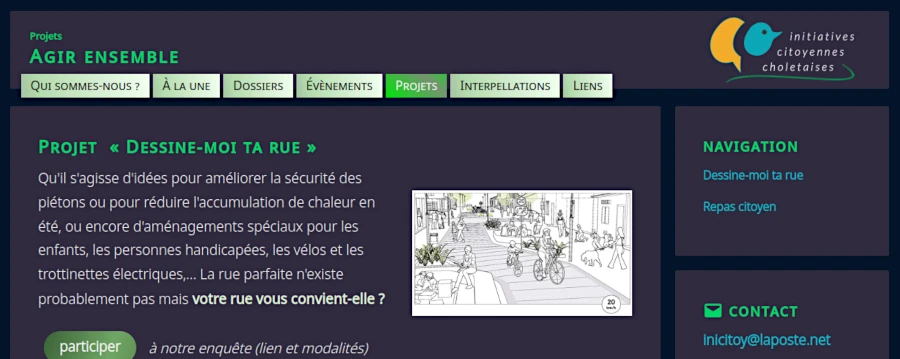 Projets
Agir ensemble
initiatives
citoyennes
choletaises
Qui sommes-nous ?
À la une
Dossiers
Évènements
Projets
Interpellations
Liens
Projet « Dessine-moi ta rue »
Qu'il s'agisse d'idées pour améliorer la sécurité des
piétons ou pour réduire l'accumulation de chaleur en
été, ou encore d'aménagements spéciaux pour les
enfants, les personnes handicapées, les vélos et les
trottinettes électriques,... La rue parfaite n'existe
probablement pas mais votre rue vous convient-elle ?
20
participer
à notre enquête (lien et modalités)
NAVIGATION
Dessine-moi ta rue
Repas citoyen
CONTACT
inicitoy@laposte.net